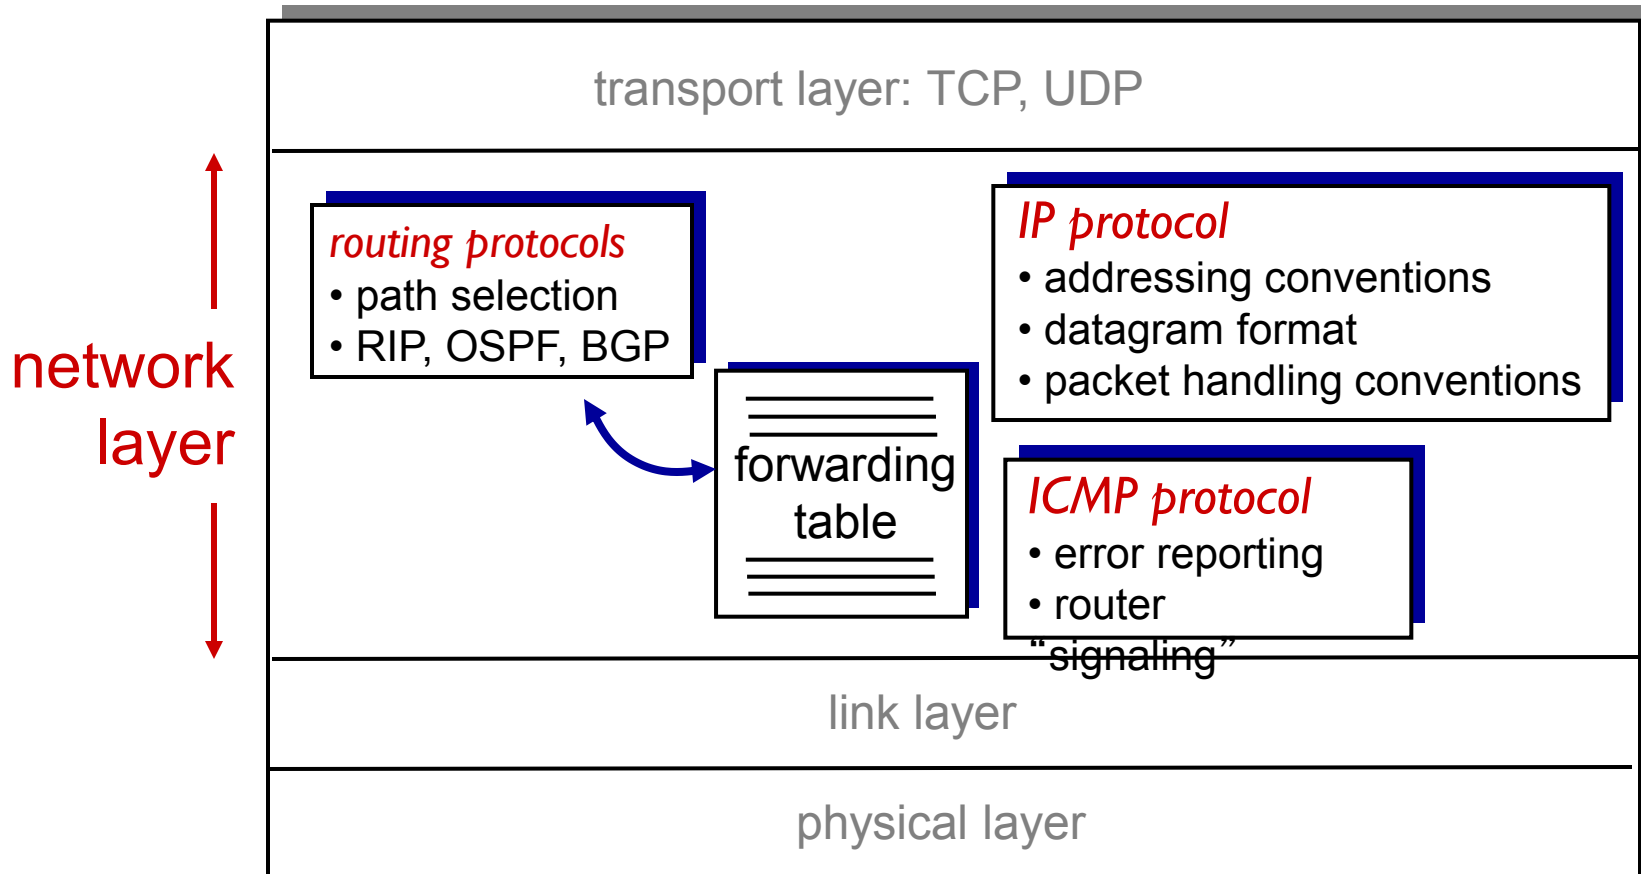 transport layer: TCP, UDP
network
layer
routing protocols
• path selection
• RIP, OSPF, BGP
forwarding
table
IP protocol
• addressing conventions
• datagram format
• packet handling conventions
ICMP protocol
• error reporting
• router
“signaling”
link layer
physical layer